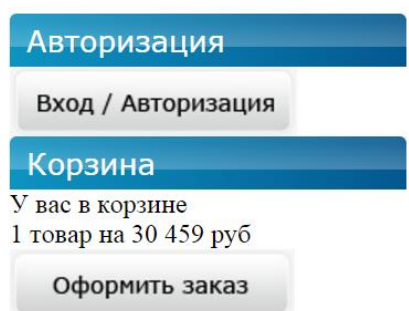 Авторизация
Вход / Авторизация
Корзина
У вас в корзине
1 товар на 30 459 руб
Оформить заказ